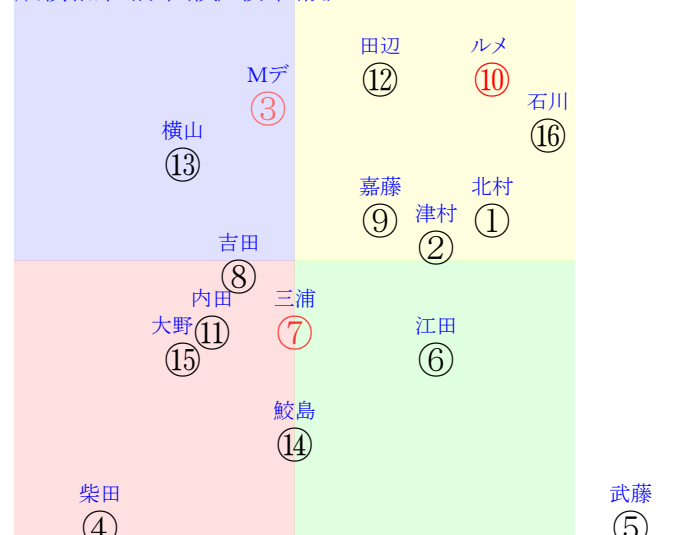 田辺
⑫
ルメ
⑩
Mデ
③
石川
⑯
横山
⑬
嘉藤
⑨
北村
①
津村
②
吉田
⑧
内田
⑪
三浦
⑦
大野
⑮
江田
⑥
鮫島
⑭
柴田
④
武藤
⑤